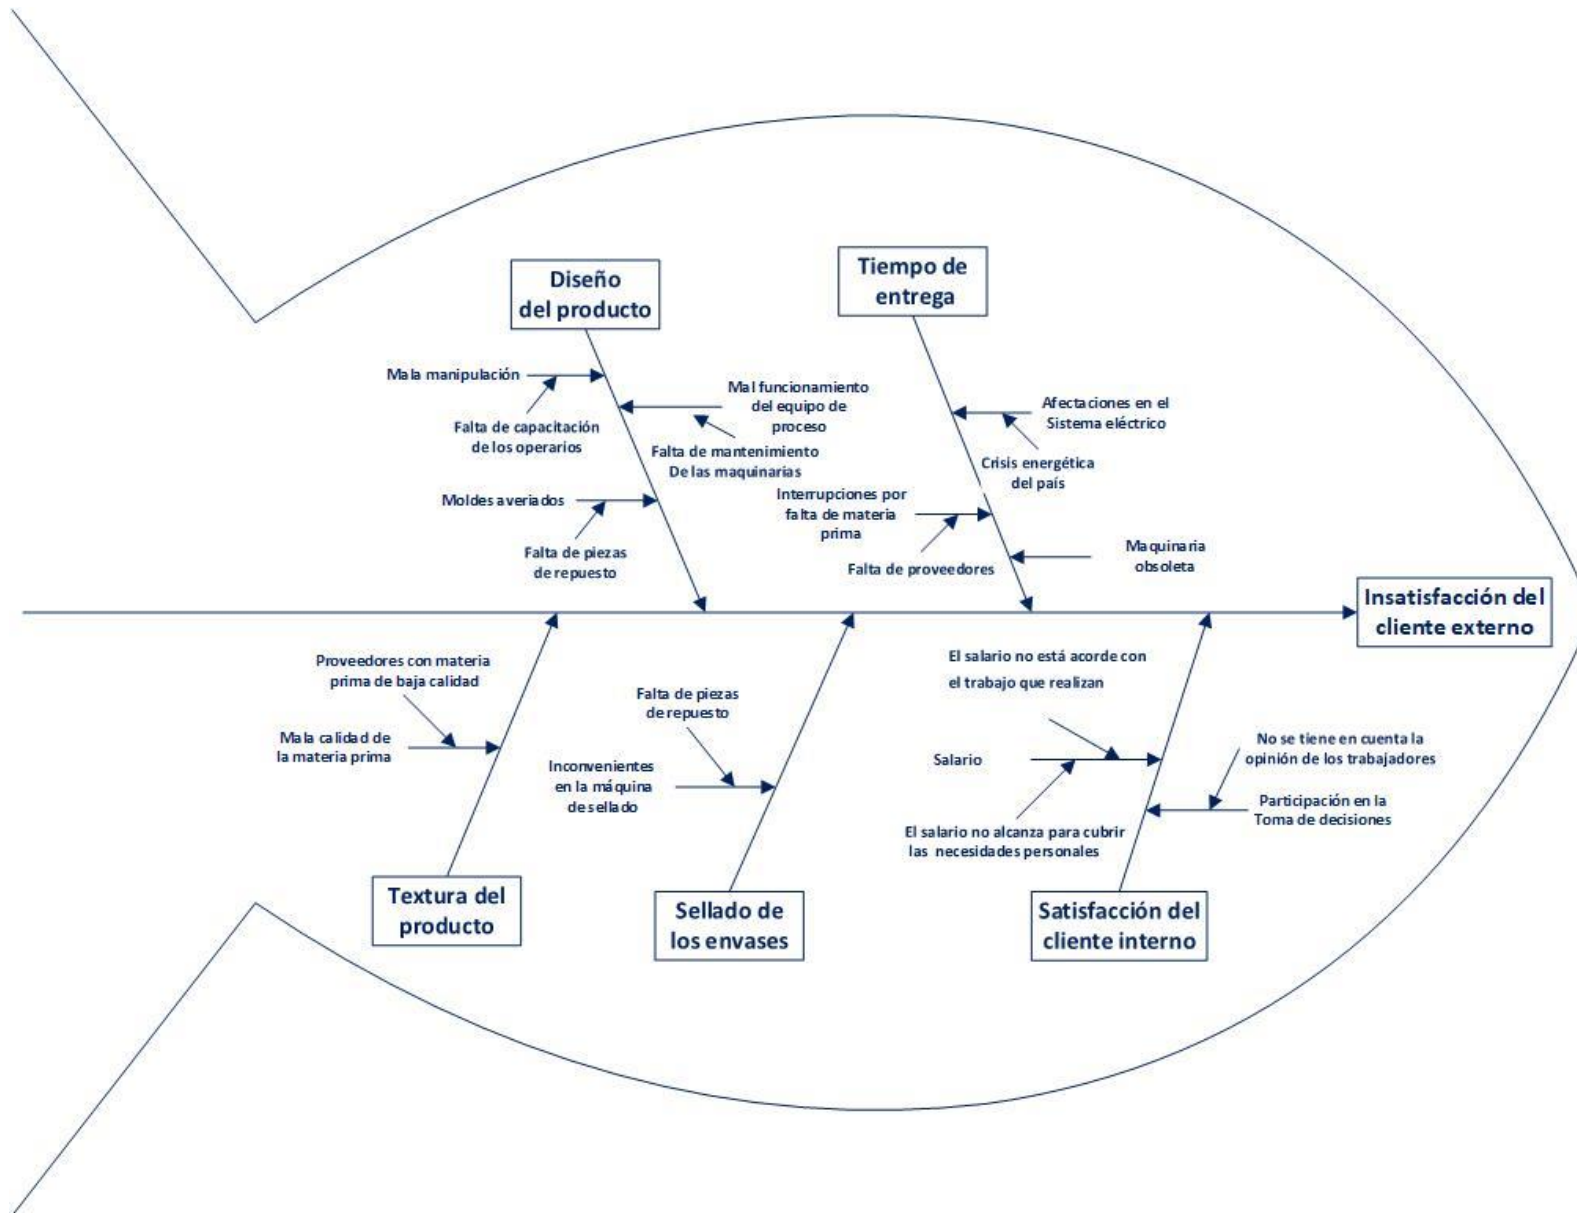 Diseño
del producto
Tiempo de
entrega
Mala manipulación
Falta de capacitación
de los operarios
Mal funcionamiento
del equipo de
proceso
Falta de mantenimiento
De las maquinarias
Moldes averiados
Falta de piezas
de repuesto
Afectaciones en el
Sistema eléctrico
Crisis energética
del país
Interrupciones por
falta de materia
prima
Falta de proveedores
Maquinaria
obsoleta
Insatisfacción del
cliente externo
Proveedores con materia
prima de baja calidad
Mala calidad de
la materia prima
Falta de piezas
de repuesto
Inconvenientes
en la máquina
de sellado
El salario no está acorde con
el trabajo que realizan
Salario
El salario no alcanza para cubrir
las necesidades personales
No se tiene en cuenta la
opinión de los trabajadores
Participación en la
Toma de decisiones
Textura del
producto
Sellado de
los envases
Satisfacción del
cliente interno